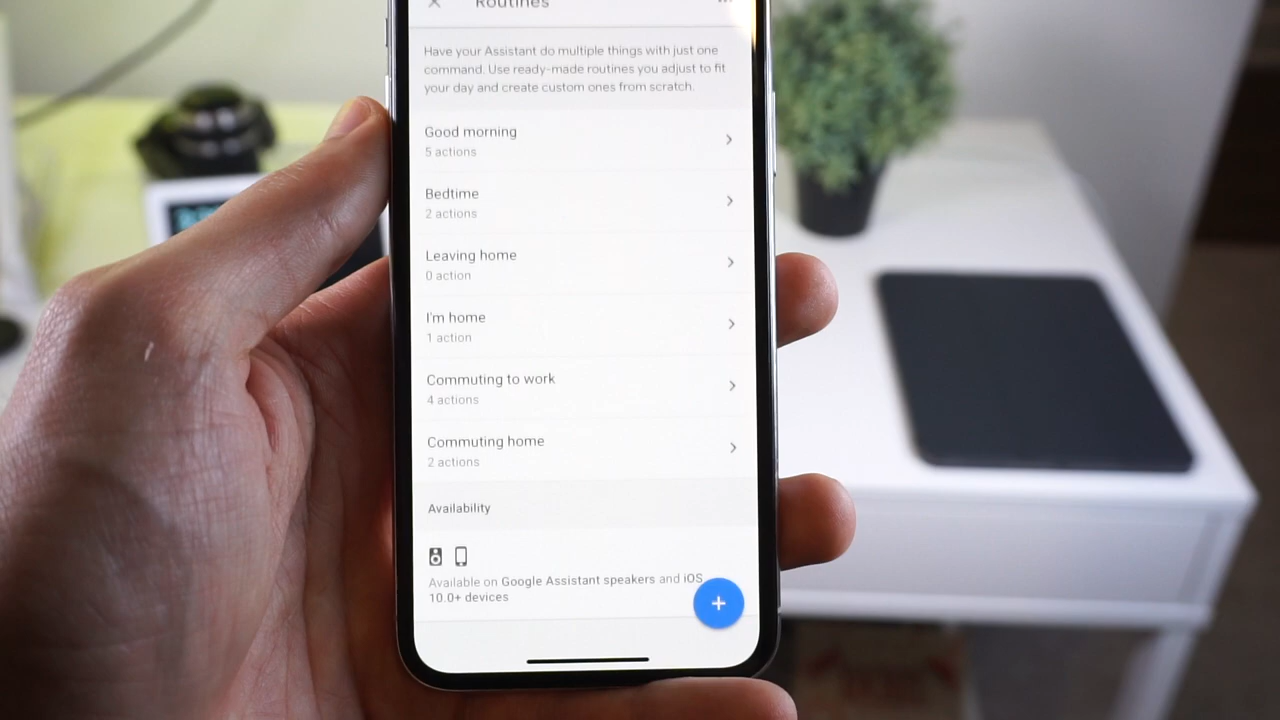 Routines
Have your Assistant do multiple things with just one
command. Use ready-made routines you adjust to fit
your day and create custom ones from scratch.
Good morning
5 actions
Bedtime
2 actions
Leaving home
0 action
I'm home
1 action
Commuting to work
4 actions
Commuting home
2 actions
Availability
Available on Google Assistant speakers and iOS
10.0+ devices